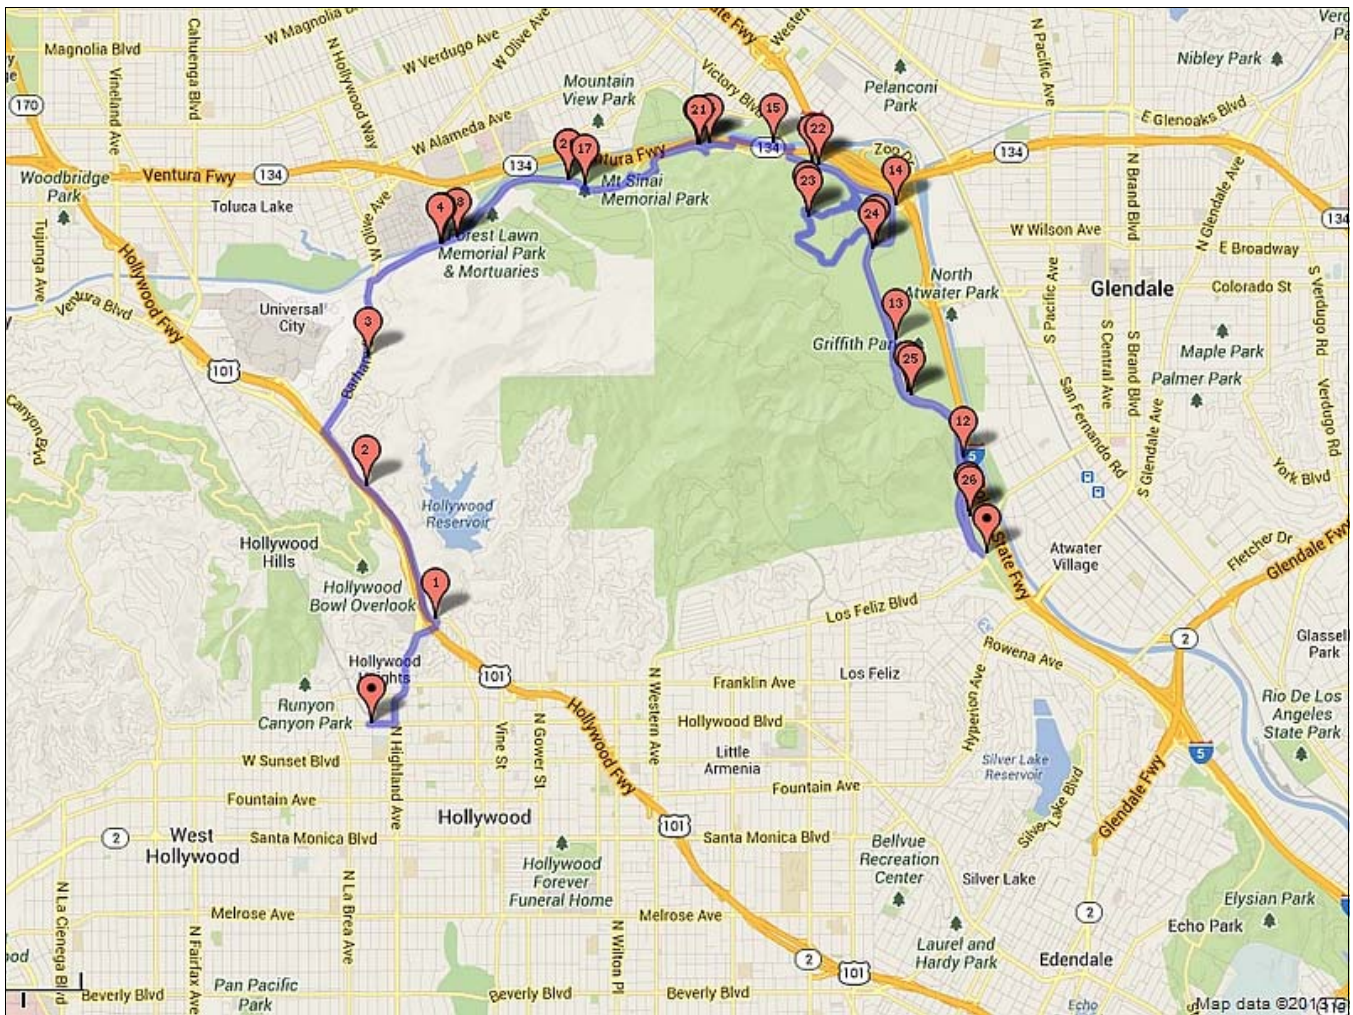 Magnolia Blvd
W Magnolia B
Cahuenga Blvd
Vineland Ave
N Hollywood Way
W Verdugo Ave
W Olive Ave
ate Fwy
Western
Victory Blv
Mountain
View Park
Pelanconi
Park
N Pacific Ave
Nibley Park
Verd
170
W Alameda Ave
E Glenoaks Blvd
21
15
22
134
Zoo Dr
134
134
Ventura Fwy
134
ntura Fwy
17
14
23
24
Woodbridge
Park
Toluca Lake
W Olive Ave
Mt Sinai
Memorial Park
N Brand Blvd
N Glendale Ave
134
4
8
Forest Lawn
Memorial Park
& Mortuaries
Tujunga Ave
Hollywood Fwy
Ventura Blvd
Universal
City
W Wilson Ave
E Broadway
Colorado St
Glendale
North
Atwater Park
S Pacific Ave
S Central Ave
S Brand Blvd
S Glendale Ave
S Verdugo Rd
Verdugo Rd
3
13
Griffith Par
25
Maple Park
Palmer Park
Barham
101
Canyon Blvd
San Fernando Rd
12
5
2
26
York Blvd
Hollywood
Reservoir
Hollywood
Hills
State Fwy
Atwater
Village
Fletcher Dr
Glendale Fwy
Hollywood
Bowl Overlook
1
Los Feliz Blvd
2
Rowena Ave
Glassel
Park
Hollywood
Heights
101
N Western Ave
Franklin Ave
Los Feliz
Hyperion Ave
Runyon
Canyon Park
Vine St
N Gower St
Hollywood Fwy
Hollywood Blvd
Rio De Los
Angeles
State Park
N Highland Ave
W Sunset Blvd
Little
Armenia
Silver Lake
Reservoir
5
Fountain Ave
Fountain Ave
Silver Lake Blvd
Glendale Fwy
Hollywood
101
2
West
Hollywood
Santa Monica Blvd
Santa Monica Blvd
Bellvue
Recreation
Center
Hollywood
Forever
Funeral Home
Silver Lake
N La Cienega Blvd
N La Brea Ave
Elysian Park
Melrose Ave
Melrose Ave
2
Echo Park
N Fairfax Ave
N Wilton Pl
Laurel and
Hardy Park
Edendale
ood
2
101
Pan Pacific
Park
1
Beverly Blvd
Beverly Blvd
Beverly Blvd
Echo
Map data ©2013 G